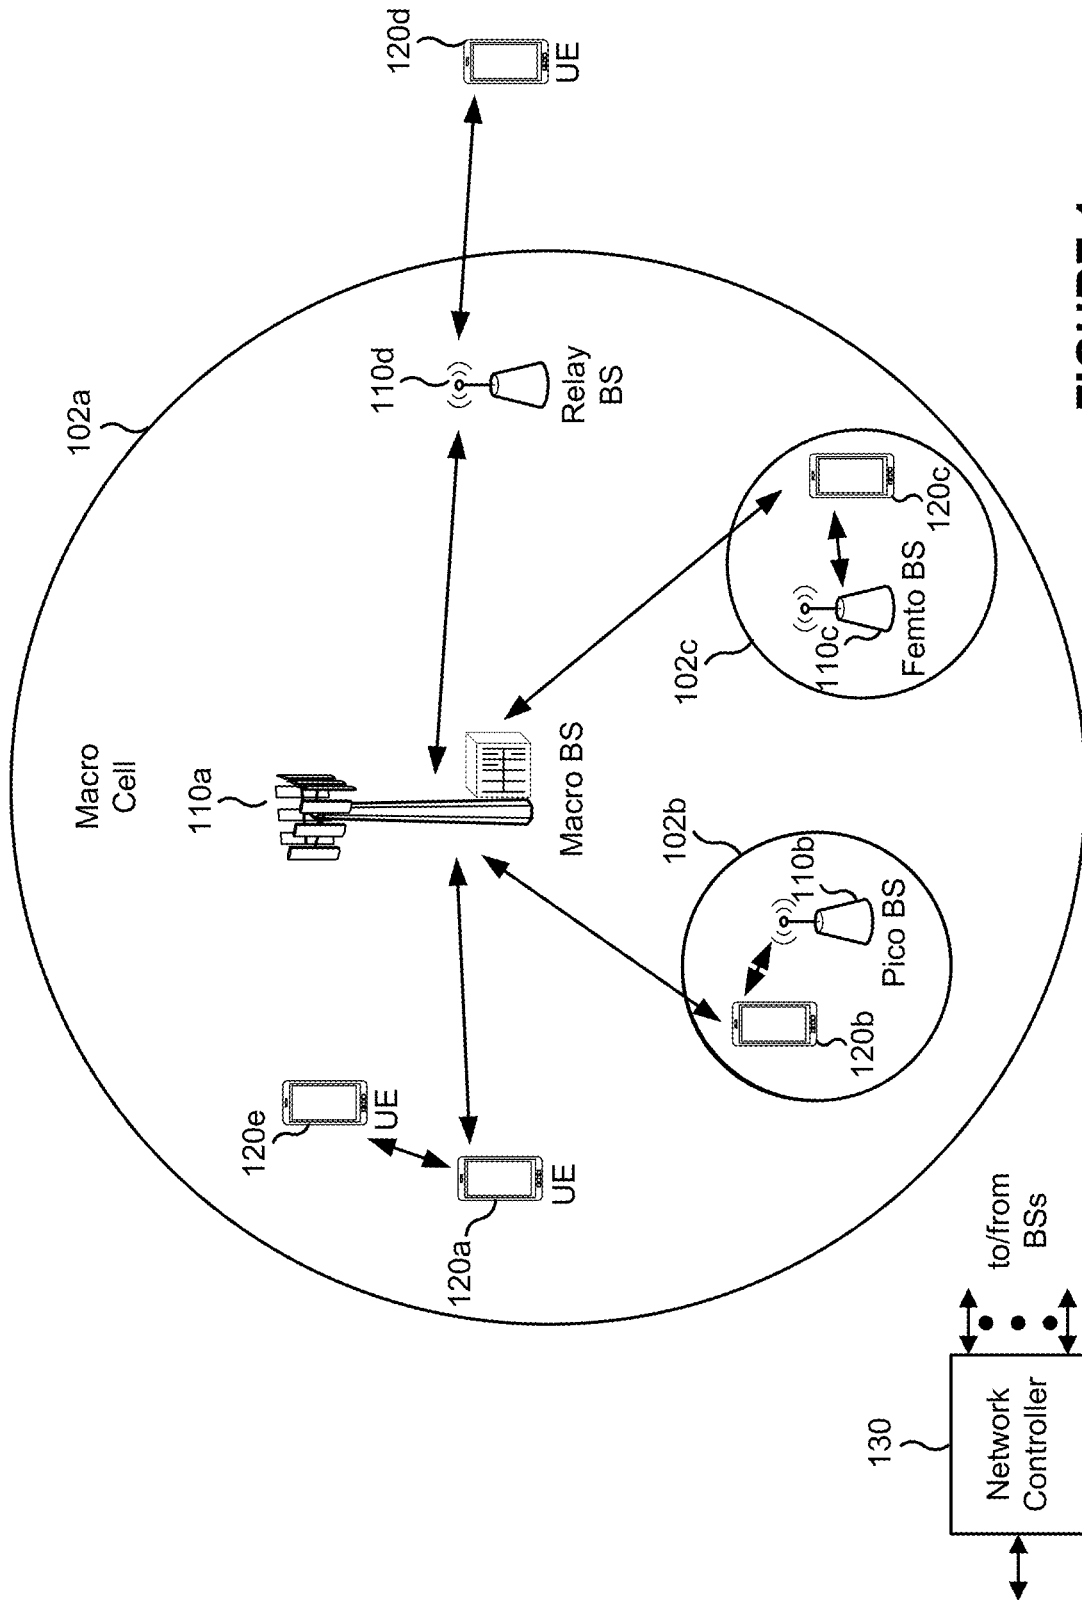 102a
Macro
Cell
110a
110d
120d
UE
120e
UE
120a
UE
Relay
BS
Macro BS
102b
110b
120b
Pico BS
102c
110c
120c
Femto BS
130
Network
Controller
to/from
BSs